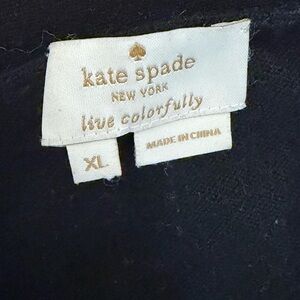 kate spade
NEW YORK
live colorfully
XL
MADE IN CHINA